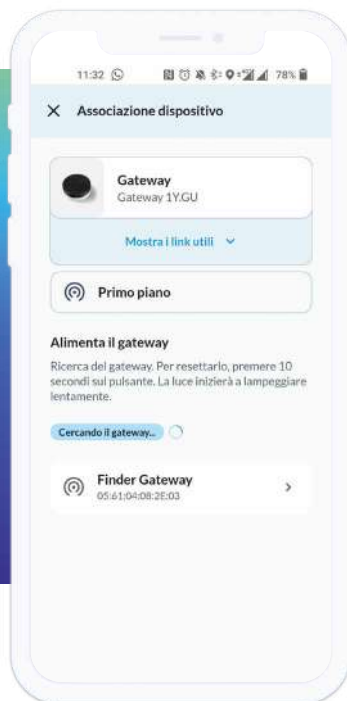 11:32 78%
Associazione dispositivo
Gateway
Gateway 1Y.GU
Mostra i link utili
Primo piano
Alimenta il gateway
Ricerca del gateway. Per resettarlo, premere 10
secondi sul pulsante. La luce inizierà a lampeggiare
lentamente.
Cercando il gateway...
Finder Gateway
05:61:04:08:2E:03